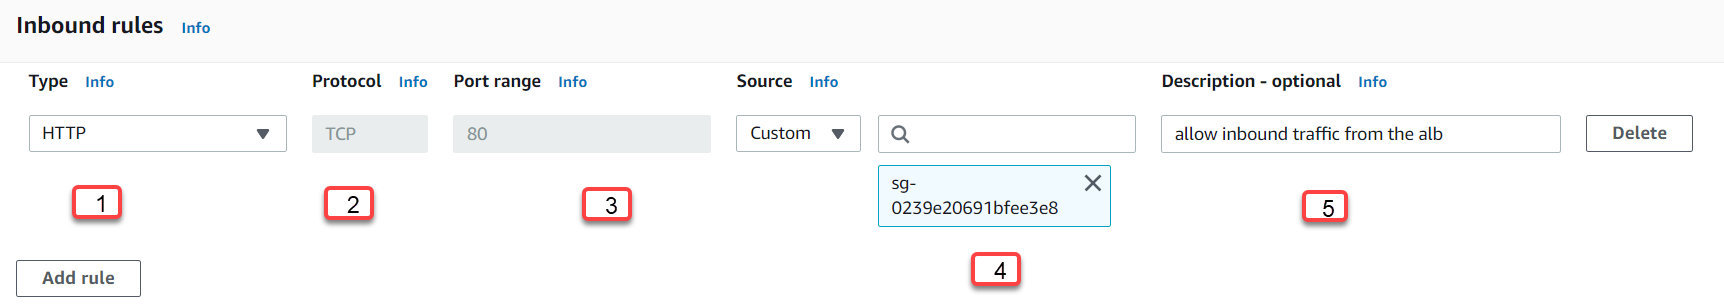 Inbound rules Info
Type Info Protocol Info Port range Info Source Info Description - optional Info
HTTP TCP 80 Custom allow inbound traffic from the alb Delete
sg-
0239e20691bfee3e8
1 2 3 5
4
Add rule